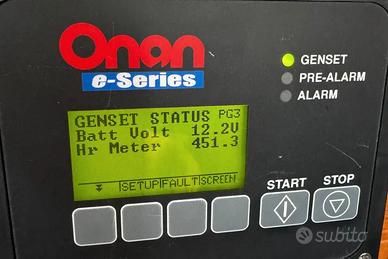 Onan
e-Series
GENSET
PRE-ALARM
ALARM
GENSET STATUS PG3
Batt Volt 12.2V
Hr Meter 451.3
SETUP FAULT SCREEN
START STOP
subito